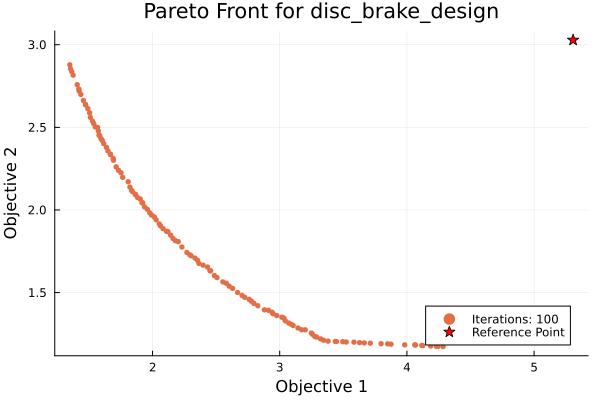 Pareto Front for disc_brake_design
Objective 2
3.0
2.5
2.0
1.5
2
3
4
5
Objective 1
Iterations: 100
Reference Point